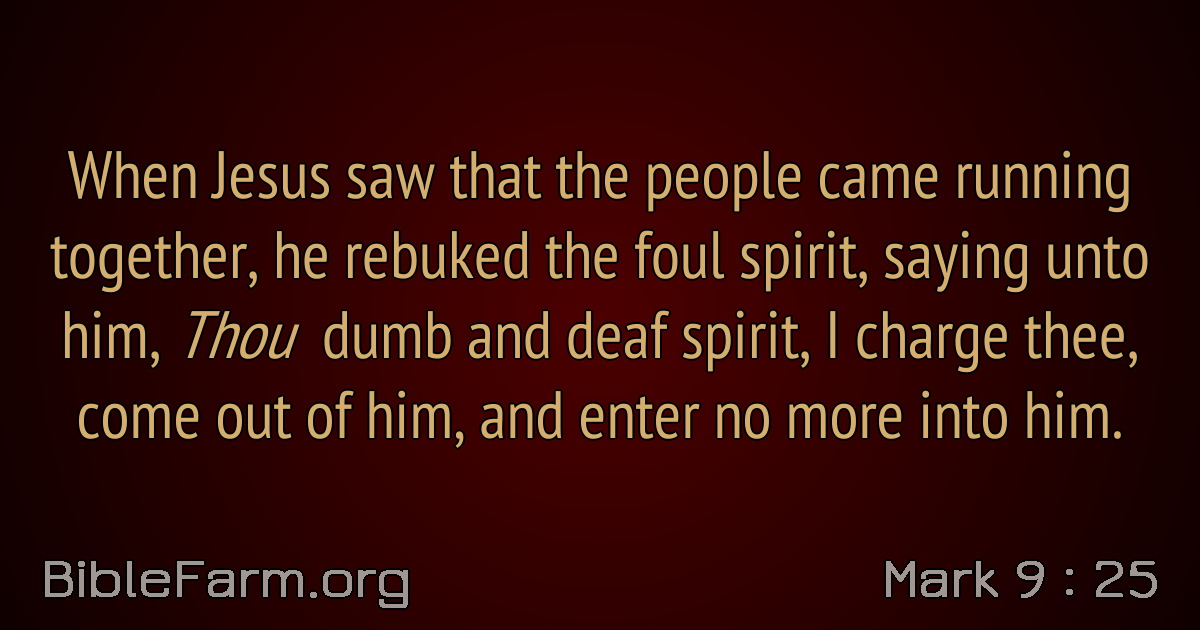 When Jesus saw that the people came running
together, he rebuked the foul spirit, saying unto
him, Thou dumb and deaf spirit, I charge thee,
come out of him, and enter no more into him.
BibleFarm.org
Mark 9 : 25